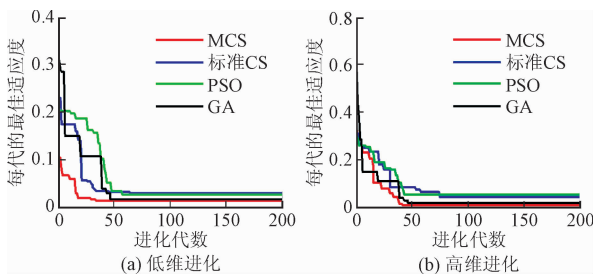 每代的最佳适应度
0.4
0.3
0.2
0.1
0
MCS
标准CS
PSO
GA
0 50 100 150 200
进化代数
(a) 低维进化
每代的最佳适应度
0.8
0.6
0.4
0.2
0
MCS
标准CS
PSO
GA
0 50 100 150 200
进化代数
(b) 高维进化